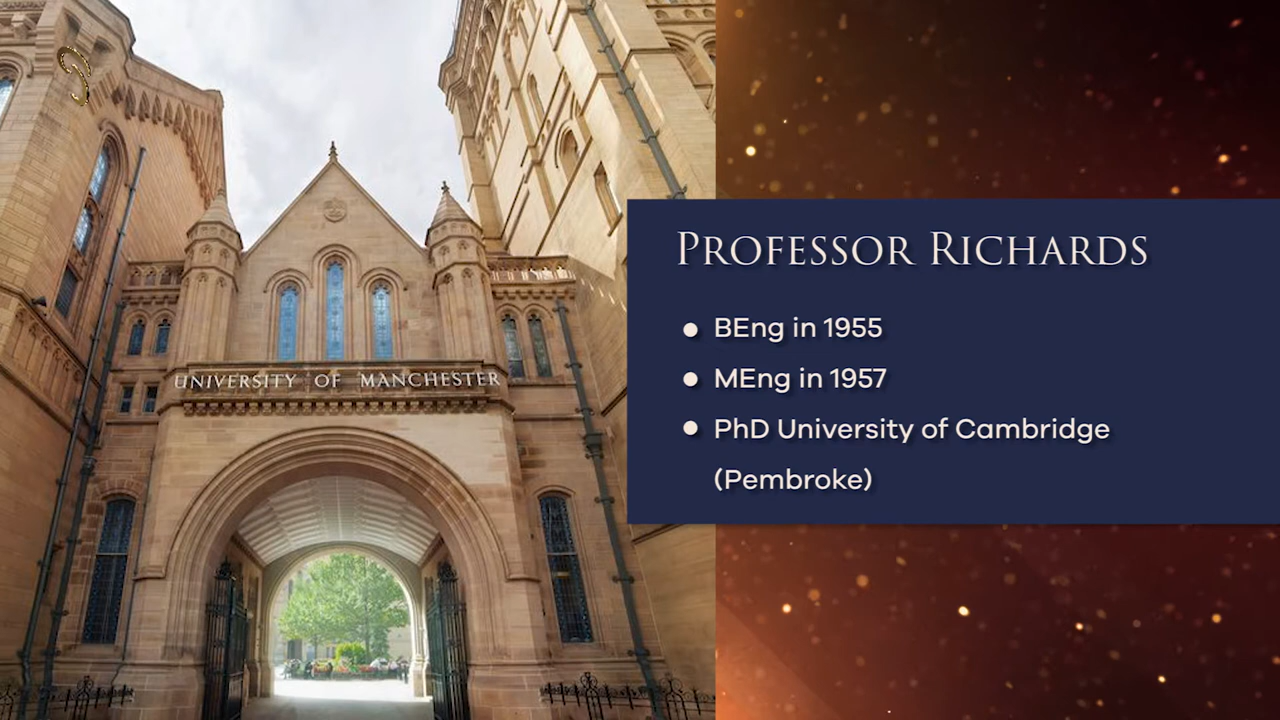 UNIVERSITY OF MANCHESTER
PROFESSOR RICHARDS
BEng in 1955
MEng in 1957
PhD University of Cambridge
(Pembroke)